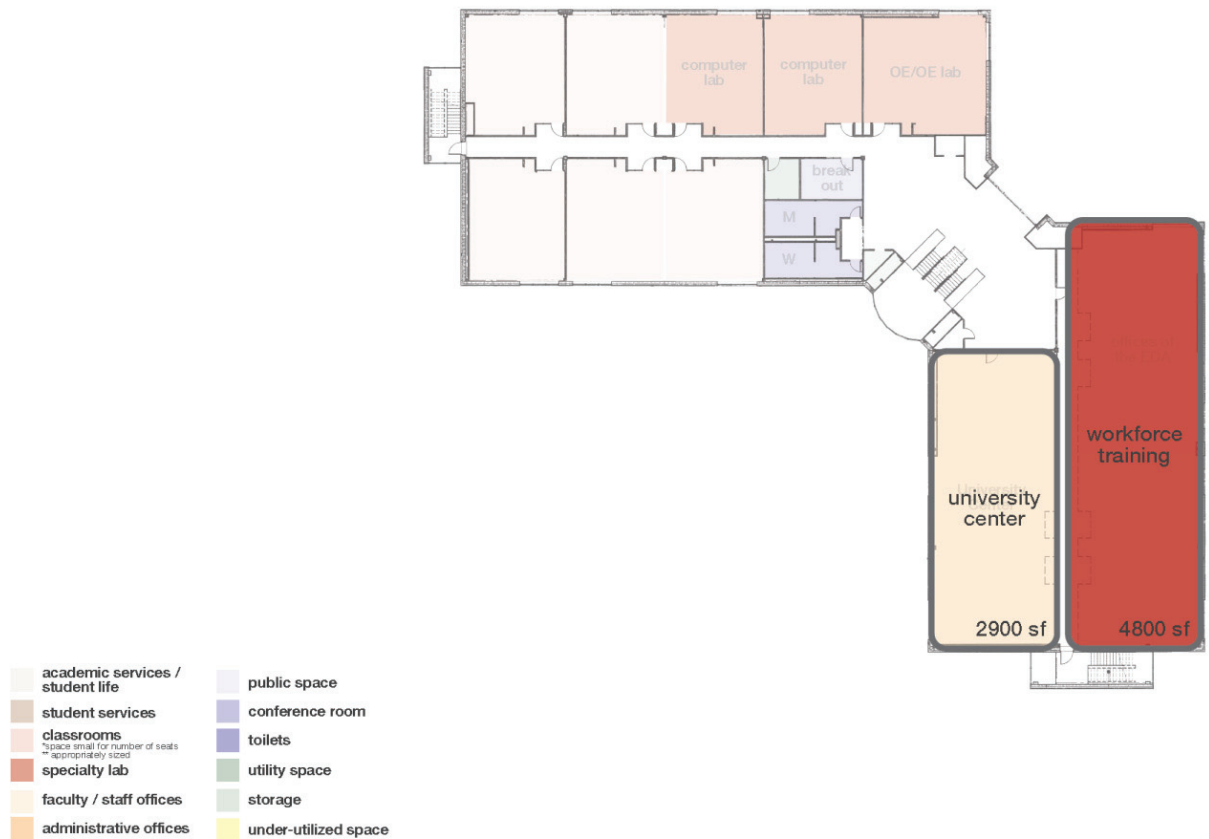 computer
lab
computer
lab
OE/OE lab
break
out
M
W
workforce
training
University
university
center
2900 sf
4800 sf
academic services /
student life
student services
classrooms
*space small for number of seats
** appropriately sized
specialty lab
faculty / staff offices
administrative offices
public space
conference room
toilets
utility space
storage
under-utilized space